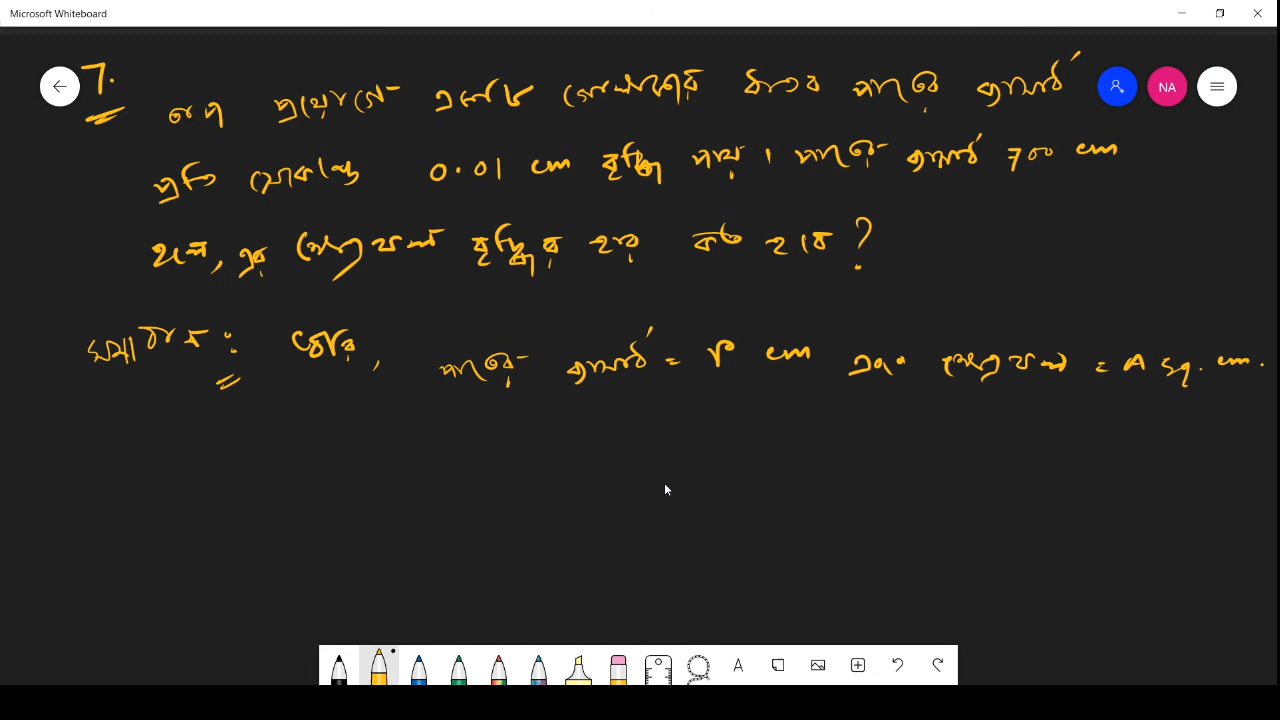 Microsoft Whiteboard
7. তাপ প্রয়োগে একটি গোলাকার ধাতব পাতের ব্যাসার্ধ
NA
প্রতি সেকেন্ডে 0.01 cm বৃদ্ধি পায়। পাতের ব্যাসার্ধ 700 cm
হলে, এর ক্ষেত্রফল বৃদ্ধির হার কত হবে?
সমাধান: ধরি, পাতের ব্যাসার্ধ = r cm এবং ক্ষেত্রফল = A sq. cm.